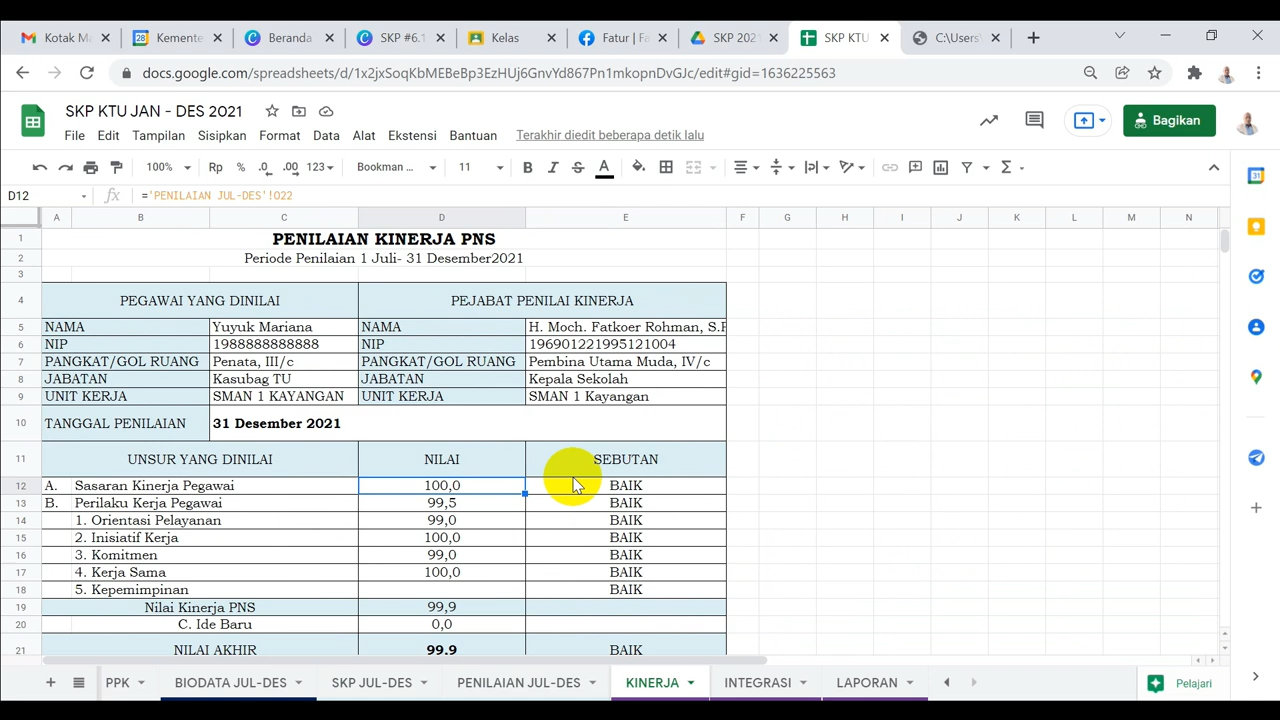 Kotak Ma
Kemente
Beranda
SKP #6.1
Kelas
Fatur | Fa
SKP 2021
SKP KTU
C:\Users\
docs.google.com/spreadsheets/d/1x2jxSoqKbMEBeBp3EzHUj6GnvYd867Pn1mkopnDvGJc/edit#gid=1636225563
SKP KTU JAN - DES 2021
File Edit Tampilan Sisipkan Format Data Alat Ekstensi Bantuan Terakhir diedit beberapa detik lalu
Bagikan
100% Rp % .0 .00 123 Bookman ... 11 B I S A
D12 fx ='PENILAIAN JUL-DES'!O22
A B C D E F G H I J K L M N
1 PENILAIAN KINERJA PNS
2 Periode Penilaian 1 Juli- 31 Desember2021
3
4 PEGAWAI YANG DINILAI PEJABAT PENILAI KINERJA
5 NAMA Yuyuk Mariana NAMA H. Moch. Fatkoer Rohman, S.P
6 NIP 1988888888888 NIP 196901221995121004
7 PANGKAT/GOL RUANG Penata, III/c PANGKAT/GOL RUANG Pembina Utama Muda, IV/c
8 JABATAN Kasubag TU JABATAN Kepala Sekolah
9 UNIT KERJA SMAN 1 KAYANGAN UNIT KERJA SMAN 1 Kayangan
10 TANGGAL PENILAIAN 31 Desember 2021
11 UNSUR YANG DINILAI NILAI SEBUTAN
12 A. Sasaran Kinerja Pegawai 100,0 BAIK
13 B. Perilaku Kerja Pegawai 99,5 BAIK
14 1. Orientasi Pelayanan 99,0 BAIK
15 2. Inisiatif Kerja 100,0 BAIK
16 3. Komitmen 99,0 BAIK
17 4. Kerja Sama 100,0 BAIK
18 5. Kepemimpinan BAIK
19 Nilai Kinerja PNS 99,9
20 C. Ide Baru 0,0
21 NILAI AKHIR 99,9 BAIK
PPK BIODATA JUL-DES SKP JUL-DES PENILAIAN JUL-DES KINERJA INTEGRASI LAPORAN Pelajari